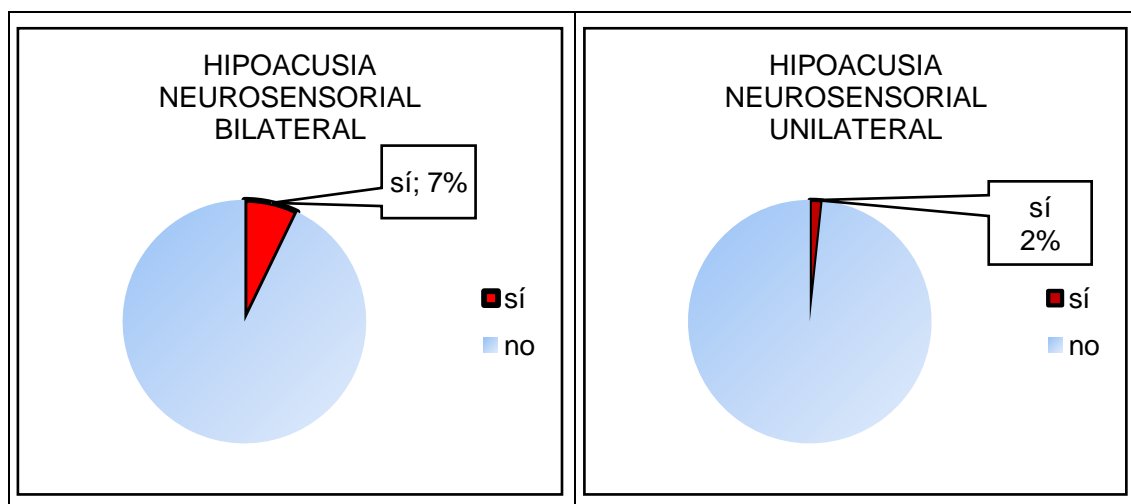 HIPOACUSIA
NEUROSENSORIAL
BILATERAL
sí; 7%
sí
no
HIPOACUSIA
NEUROSENSORIAL
UNILATERAL
sí
2%
sí
no